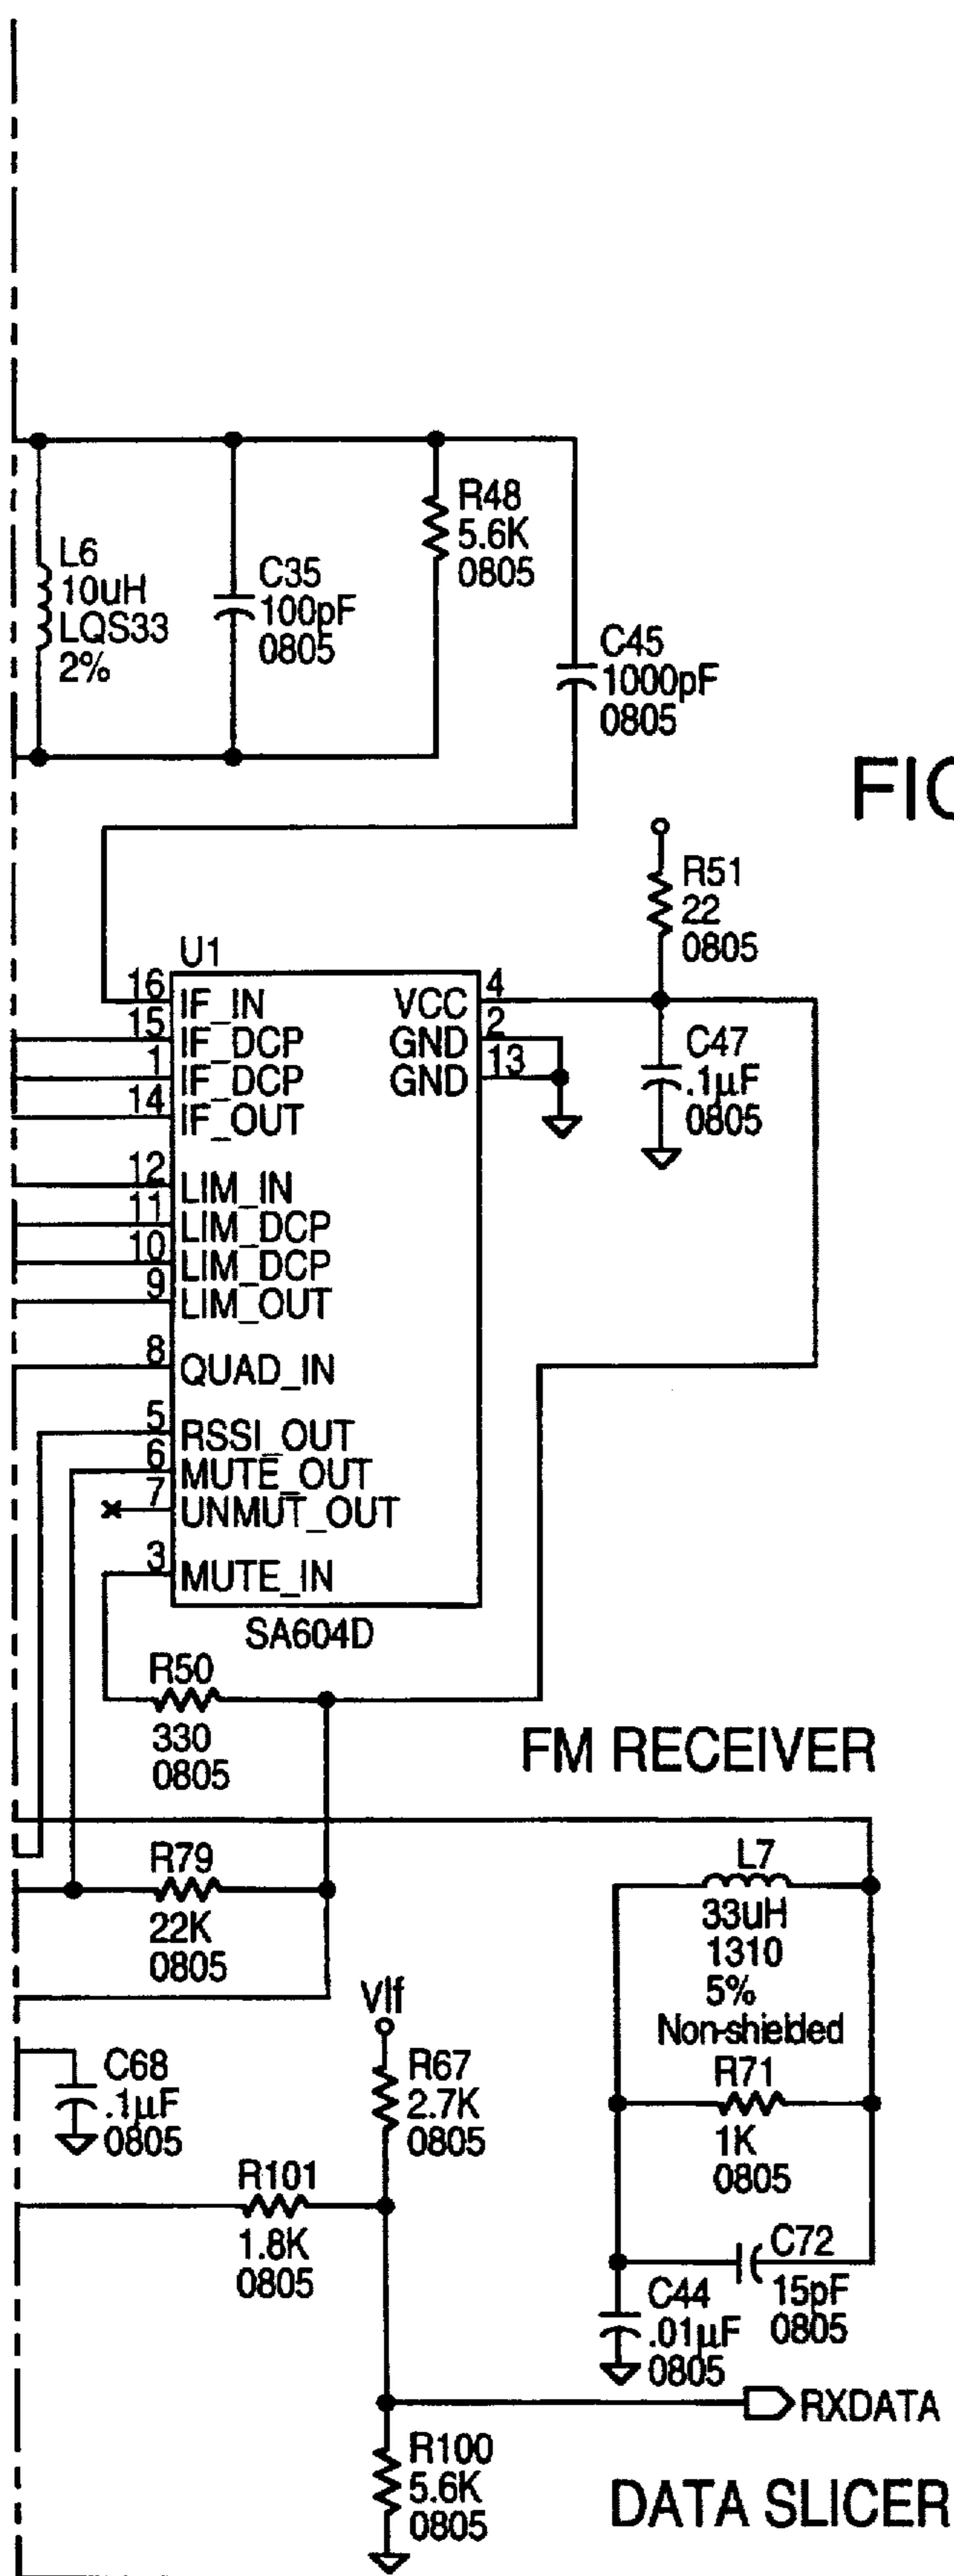 L6
10uH
LQS33
2%
C35
100pF
0805
R48
5.6K
0805
C45
1000pF
0805
FIG
R51
22
0805
U1
16 IF_IN
15 IF_DCP
1 IF_DCP
14 IF_OUT
12 LIM_IN
11 LIM_DCP
10 LIM_DCP
9 LIM_OUT
8 QUAD_IN
5 RSSI_OUT
6 MUTE_OUT
7 UNMUT_OUT
3 MUTE_IN
VCC 4
GND 2
GND 13
SA604D
C47
.1µF
0805
R50
330
0805
FM RECEIVER
R79
22K
0805
L7
33uH
1310
5%
Non-shielded
R71
1K
0805
C72
15pF
0805
C44
.01µF
0805
C68
.1µF
0805
VIf
R67
2.7K
0805
R101
1.8K
0805
RXDATA
R100
5.6K
0805
DATA SLICER